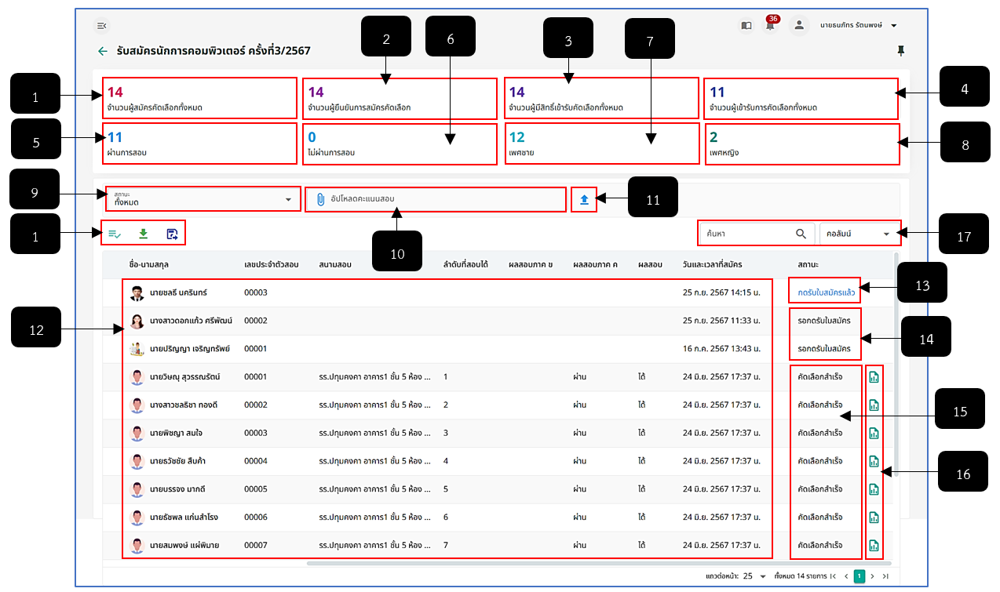 36
นายธนภัทร รัตนพงษ์
รับสมัครนักการคอมพิวเตอร์ ครั้งที่3/2567
2
6
3
7
1
14
จำนวนผู้สมัครคัดเลือกทั้งหมด
14
จำนวนผู้ยืนยันการสมัครคัดเลือก
14
จำนวนผู้มีสิทธิ์เข้ารับคัดเลือกทั้งหมด
11
จำนวนผู้เข้ารับการคัดเลือกทั้งหมด
4
5
11
ผ่านการสอบ
0
ไม่ผ่านการสอบ
12
เพศชาย
2
เพศหญิง
8
9
สถานะ
ทั้งหมด
อัปโหลดคะแนนสอบ
11
1
10
ค้นหา
คอลัมน์
17
ชื่อ-นามสกุล เลขประจำตัวสอบ สนามสอบ ลำดับที่สอบได้ ผลสอบภาค ข ผลสอบภาค ค ผลสอบ วันและเวลาที่สมัคร สถานะ
นายชลธี นครินทร์ 00003 25 ก.ย. 2567 14:15 น. กดรับใบสมัครแล้ว
13
นางสาวดอกแก้ว ศรีพัฒน์ 00002 25 ก.ย. 2567 11:33 น. รอกดรับใบสมัคร
12
14
นายปริญญา เจริญทรัพย์ 00001 16 ก.ค. 2567 13:43 น. รอกดรับใบสมัคร
นายวิษณุ สุวรรณรัตน์ 00001 รร.ปทุมคงคา อาคาร1 ชั้น 5 ห้อง ... 1 ผ่าน ได้ 24 มิ.ย. 2567 17:37 น. คัดเลือกสำเร็จ
นางสาวชลธิชา ทองดี 00002 รร.ปทุมคงคา อาคาร1 ชั้น 5 ห้อง ... 2 ผ่าน ได้ 24 มิ.ย. 2567 17:37 น. คัดเลือกสำเร็จ
15
นายพิชญา สมใจ 00003 รร.ปทุมคงคา อาคาร1 ชั้น 5 ห้อง ... 3 ผ่าน ได้ 24 มิ.ย. 2567 17:37 น. คัดเลือกสำเร็จ
นายธวัชชัย สืบค้า 00004 รร.ปทุมคงคา อาคาร1 ชั้น 5 ห้อง ... 4 ผ่าน ได้ 24 มิ.ย. 2567 17:37 น. คัดเลือกสำเร็จ
16
นายบรรจง มากดี 00005 รร.ปทุมคงคา อาคาร1 ชั้น 5 ห้อง ... 5 ผ่าน ได้ 24 มิ.ย. 2567 17:37 น. คัดเลือกสำเร็จ
นายธัชพล แก่นสำโรง 00006 รร.ปทุมคงคา อาคาร1 ชั้น 5 ห้อง ... 6 ผ่าน ได้ 24 มิ.ย. 2567 17:37 น. คัดเลือกสำเร็จ
นายสมพงษ์ แผ่พิมาย 00007 รร.ปทุมคงคา อาคาร1 ชั้น 5 ห้อง ... 7 ผ่าน ได้ 24 มิ.ย. 2567 17:37 น. คัดเลือกสำเร็จ
แถวต่อหน้า: 25 ทั้งหมด 14 รายการ 1